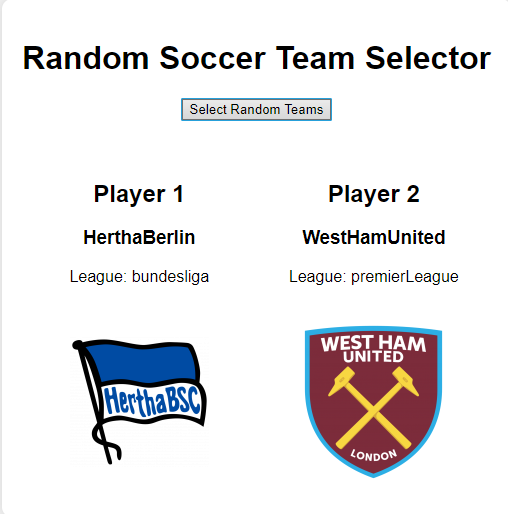 Random Soccer Team Selector
Select Random Teams
Player 1
Player 2
HerthaBerlin
WestHamUnited
League: bundesliga
League: premierLeague
HerthaBSC
WEST HAM
UNITED
LONDON